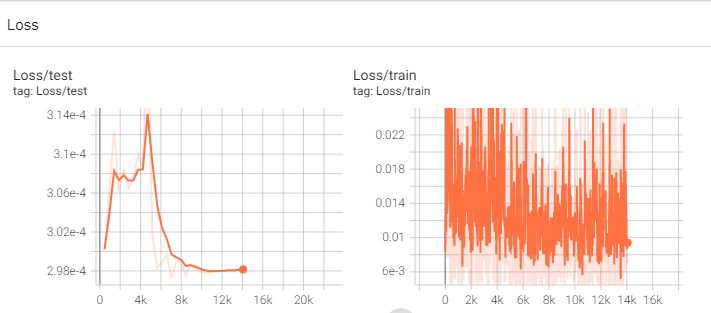 Loss
Loss/test
tag: Loss/test
3.14e-4
3.1e-4
3.06e-4
3.02e-4
2.98e-4
0 4k 8k 12k 16k 20k
Loss/train
tag: Loss/train
0.022
0.018
0.014
0.01
6e-3
0 2k 4k 6k 8k 10k 12k 14k 16k